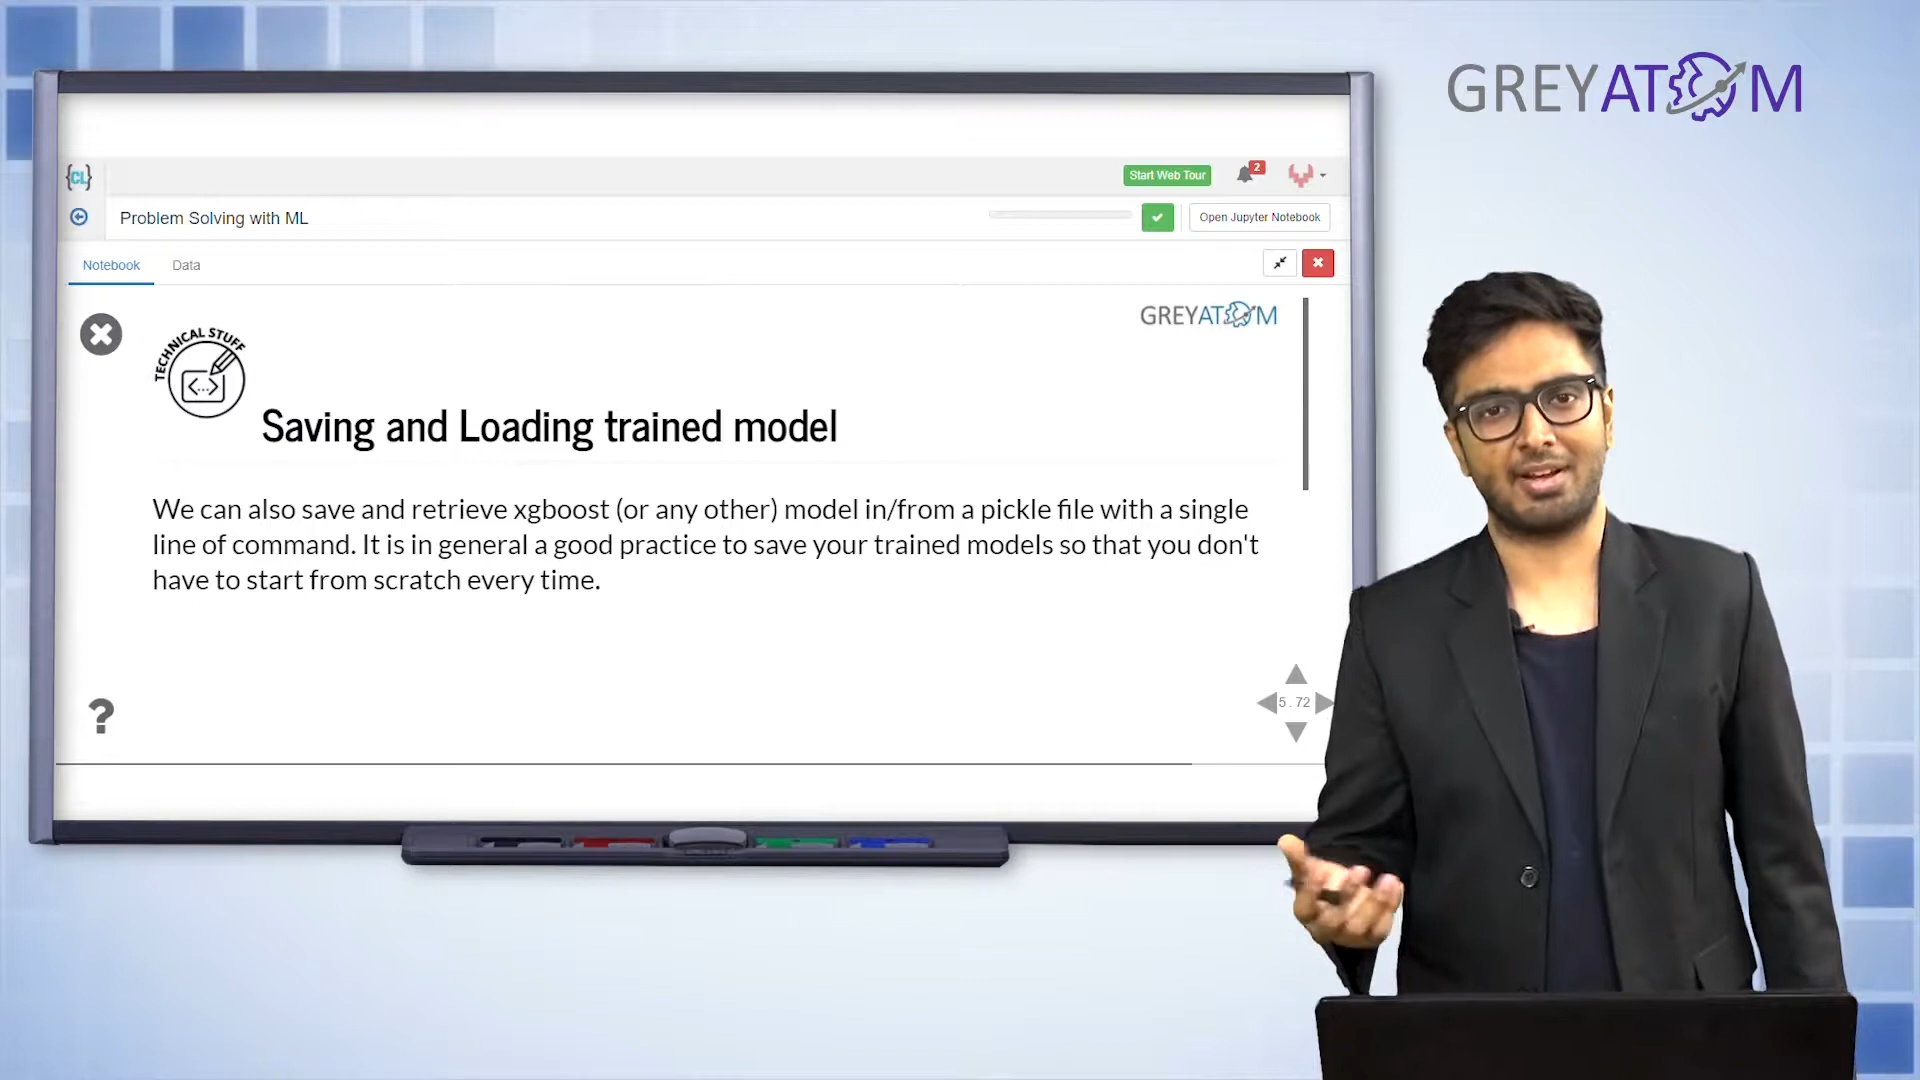 GREYATOM
{CL}
Start Web Tour
2
Problem Solving with ML
Open Jupyter Notebook
Notebook
Data
GREYATOM
TECHNICAL STUFF
<...>
Saving and Loading trained model
We can also save and retrieve xgboost (or any other) model in/from a pickle file with a single
line of command. It is in general a good practice to save your trained models so that you don't
have to start from scratch every time.
?
5 . 72